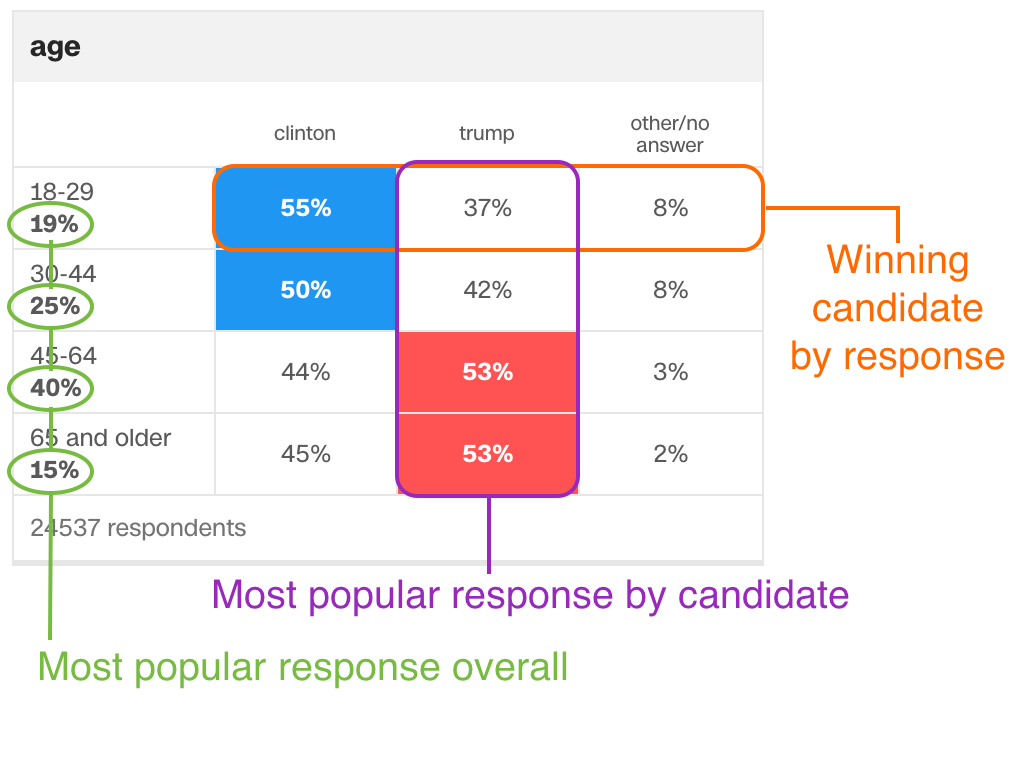 age
clinton trump other/no
answer
18-29
19% 55% 37% 8%
30-44
25% 50% 42% 8%
45-64
40% 44% 53% 3%
65 and older
15% 45% 53% 2%
24537 respondents
Winning
candidate
by response
Most popular response by candidate
Most popular response overall